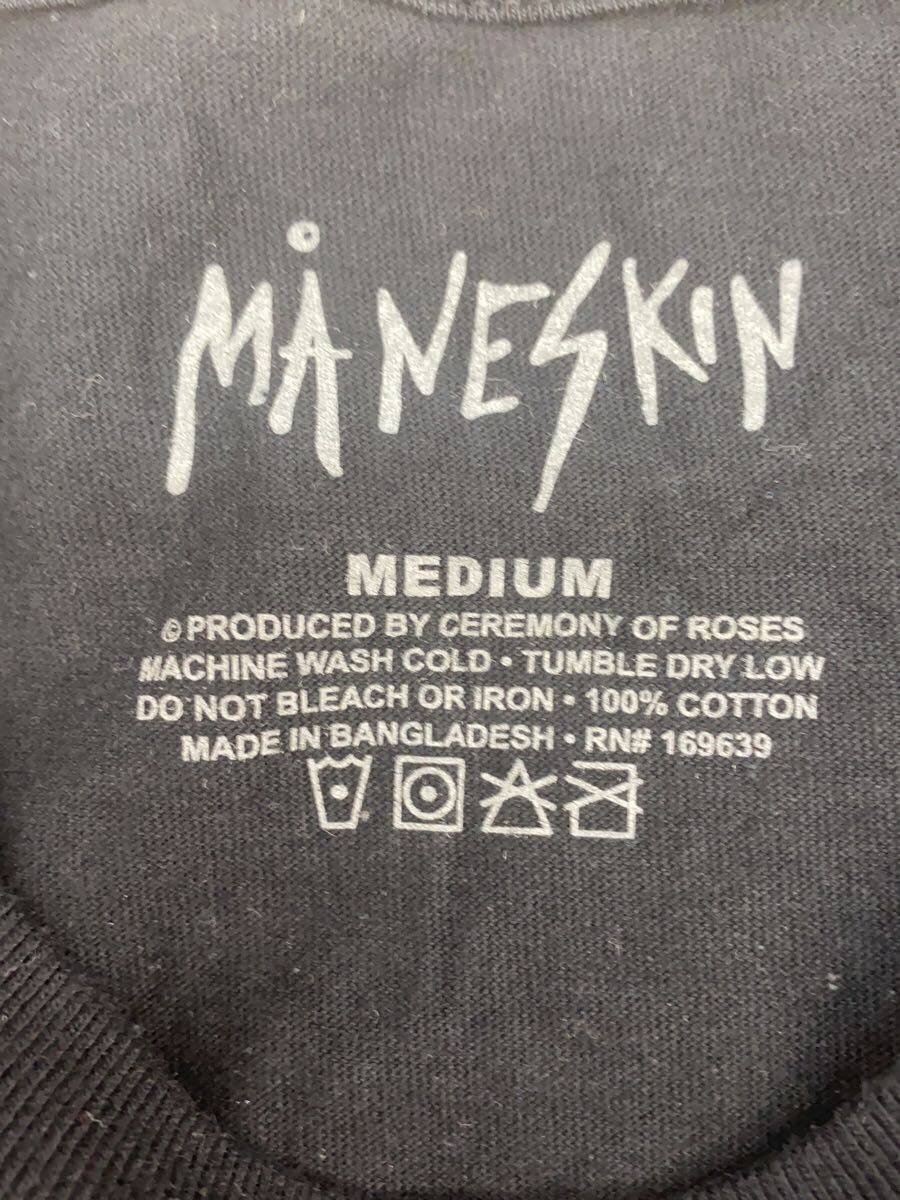 MÅNESKIN
MEDIUM
© PRODUCED BY CEREMONY OF ROSES
MACHINE WASH COLD • TUMBLE DRY LOW
DO NOT BLEACH OR IRON • 100% COTTON
MADE IN BANGLADESH • RN# 169639